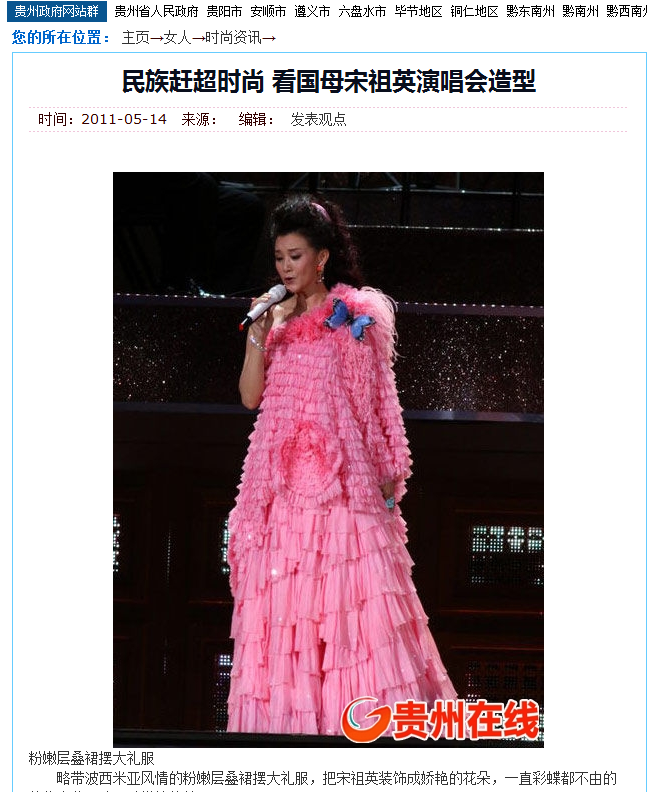 贵州政府网站群 贵州省人民政府 贵阳市 安顺市 遵义市 六盘水市 毕节地区 铜仁地区 黔东南州 黔南州 黔西南州
您的所在位置： 主页→女人→时尚资讯→
民族赶超时尚 看国母宋祖英演唱会造型
时间：2011-05-14 来源： 编辑： 发表观点
贵州在线
粉嫩层叠裙摆大礼服
略带波西米亚风情的粉嫩层叠裙摆大礼服，把宋祖英装饰成娇艳的花朵，一直彩蝶都不由的